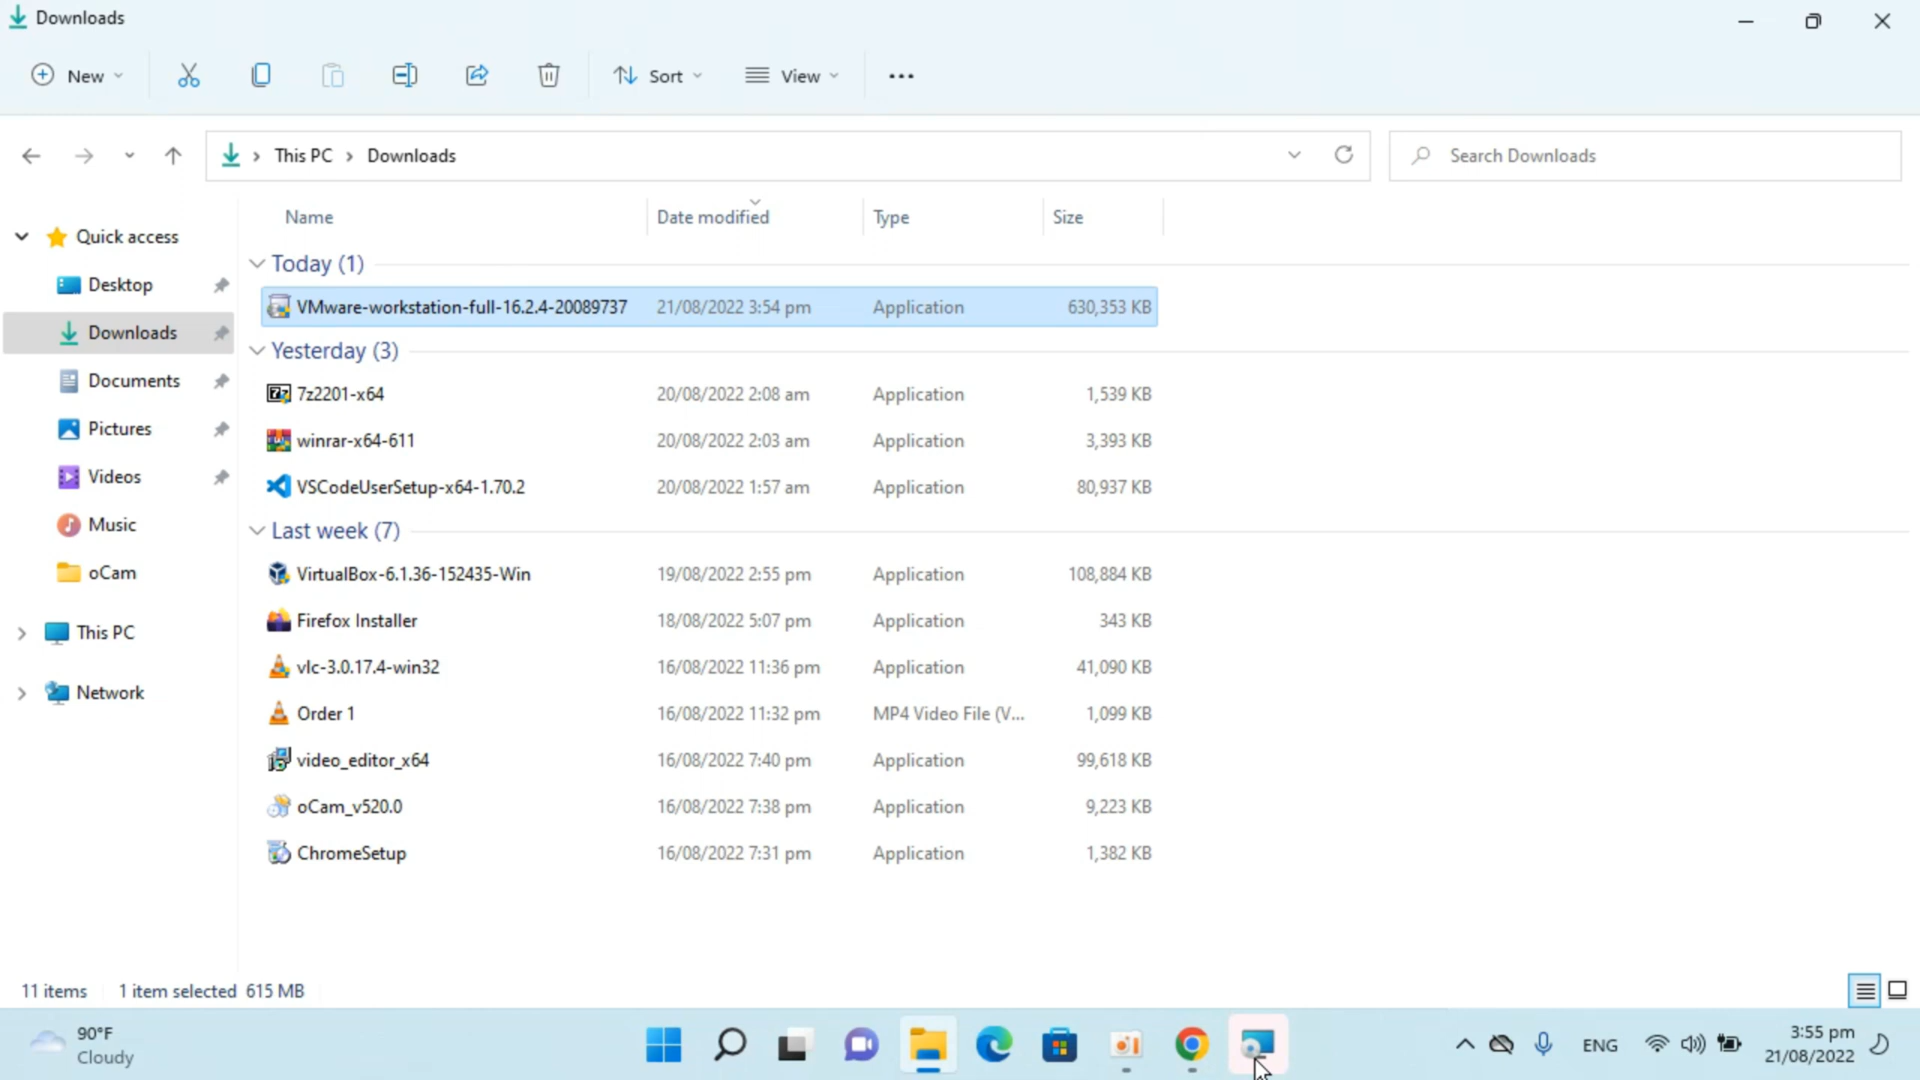 Downloads
New
Sort
View
This PC
Downloads
Search Downloads
Name
Date modified
Type
Size
Quick access
Desktop
Downloads
Documents
Pictures
Videos
Music
oCam
This PC
Network
Today (1)
VMware-workstation-full-16.2.4-20089737 21/08/2022 3:54 pm Application 630,353 KB
Yesterday (3)
7z2201-x64 20/08/2022 2:08 am Application 1,539 KB
winrar-x64-611 20/08/2022 2:03 am Application 3,393 KB
VSCodeUserSetup-x64-1.70.2 20/08/2022 1:57 am Application 80,937 KB
Last week (7)
VirtualBox-6.1.36-152435-Win 19/08/2022 2:55 pm Application 108,884 KB
Firefox Installer 18/08/2022 5:07 pm Application 343 KB
vlc-3.0.17.4-win32 16/08/2022 11:36 pm Application 41,090 KB
Order 1 16/08/2022 11:32 pm MP4 Video File (V... 1,099 KB
video_editor_x64 16/08/2022 7:40 pm Application 99,618 KB
oCam_v520.0 16/08/2022 7:38 pm Application 9,223 KB
ChromeSetup 16/08/2022 7:31 pm Application 1,382 KB
11 items 1 item selected 615 MB
90°F
Cloudy
ENG
3:55 pm
21/08/2022